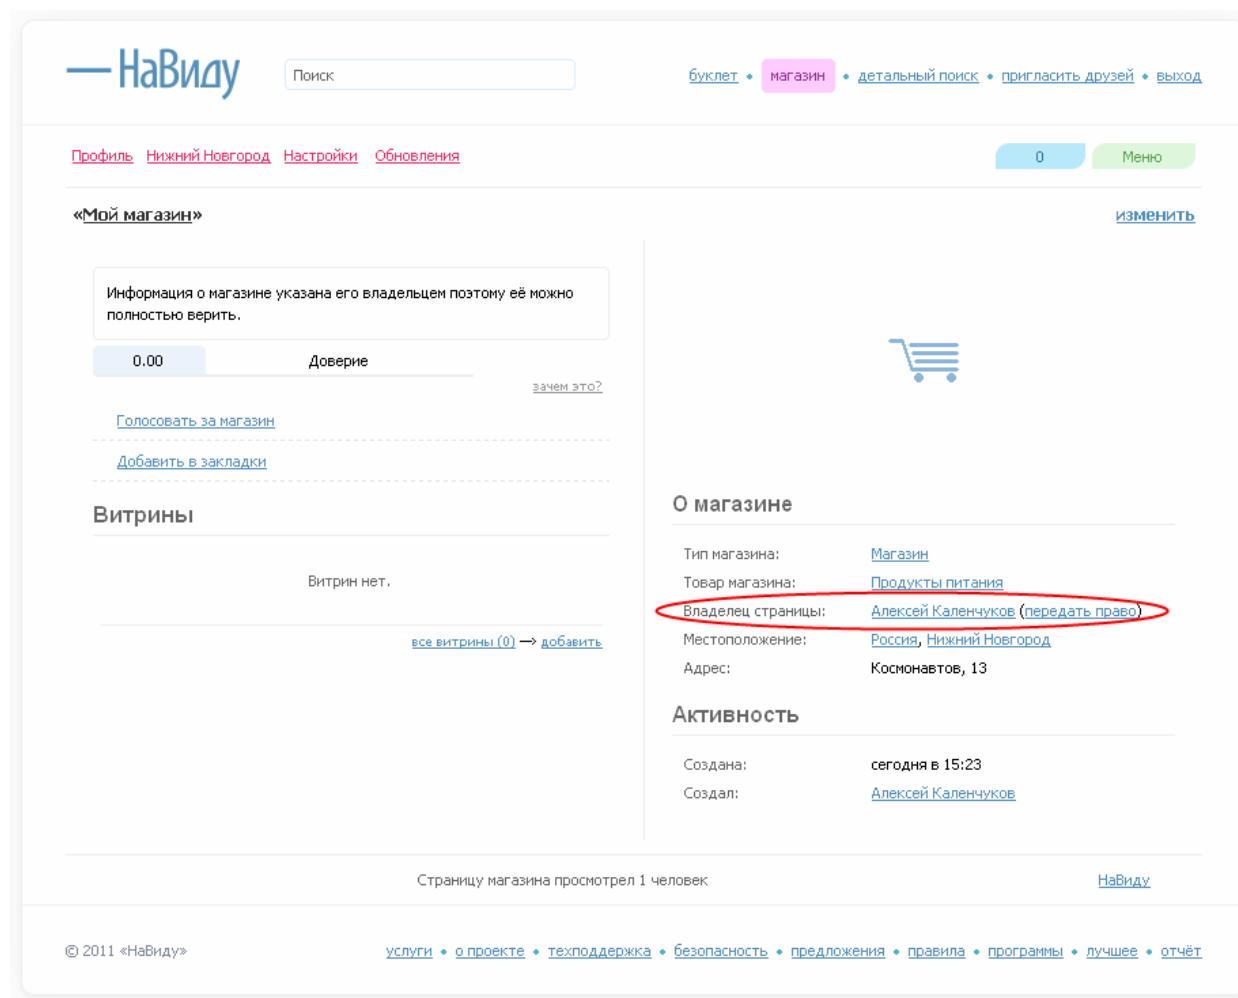 — НаВиду
Поиск
буклет • магазин • детальный поиск • пригласить друзей • выход
Профиль Нижний Новгород Настройки Обновления
0 Меню
«Мой магазин»
изменить
Информация о магазине указана его владельцем поэтому её можно
полностью верить.
0.00 Доверие
зачем это?
Голосовать за магазин
Добавить в закладки
Витрины
Витрин нет.
все витрины (0) —> добавить
О магазине
Тип магазина: Магазин
Товар магазина: Продукты питания
Владелец страницы: Алексей Каленчуков (передать право)
Местоположение: Россия, Нижний Новгород
Адрес: Космонавтов, 13
Активность
Создана: сегодня в 15:23
Создал: Алексей Каленчуков
Страницу магазина просмотрел 1 человек
НаВиду
© 2011 «НаВиду»
услуги • о проекте • техподдержка • безопасность • предложения • правила • программы • лучшее • отчёт